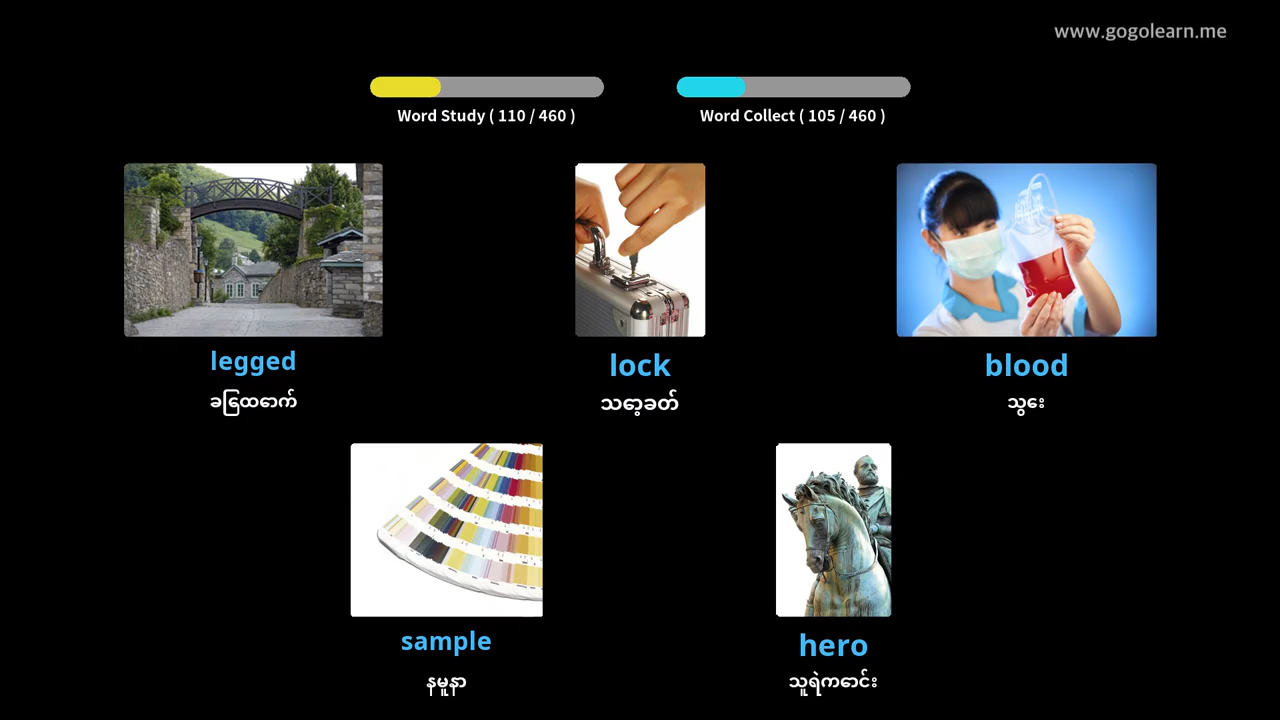 www.gogolearn.me
Word Study ( 110 / 460 )
Word Collect ( 105 / 460 )
legged
ခြေထောက်
lock
သော့ခတ်
blood
သွေး
sample
နမူနာ
hero
သူရဲကောင်း